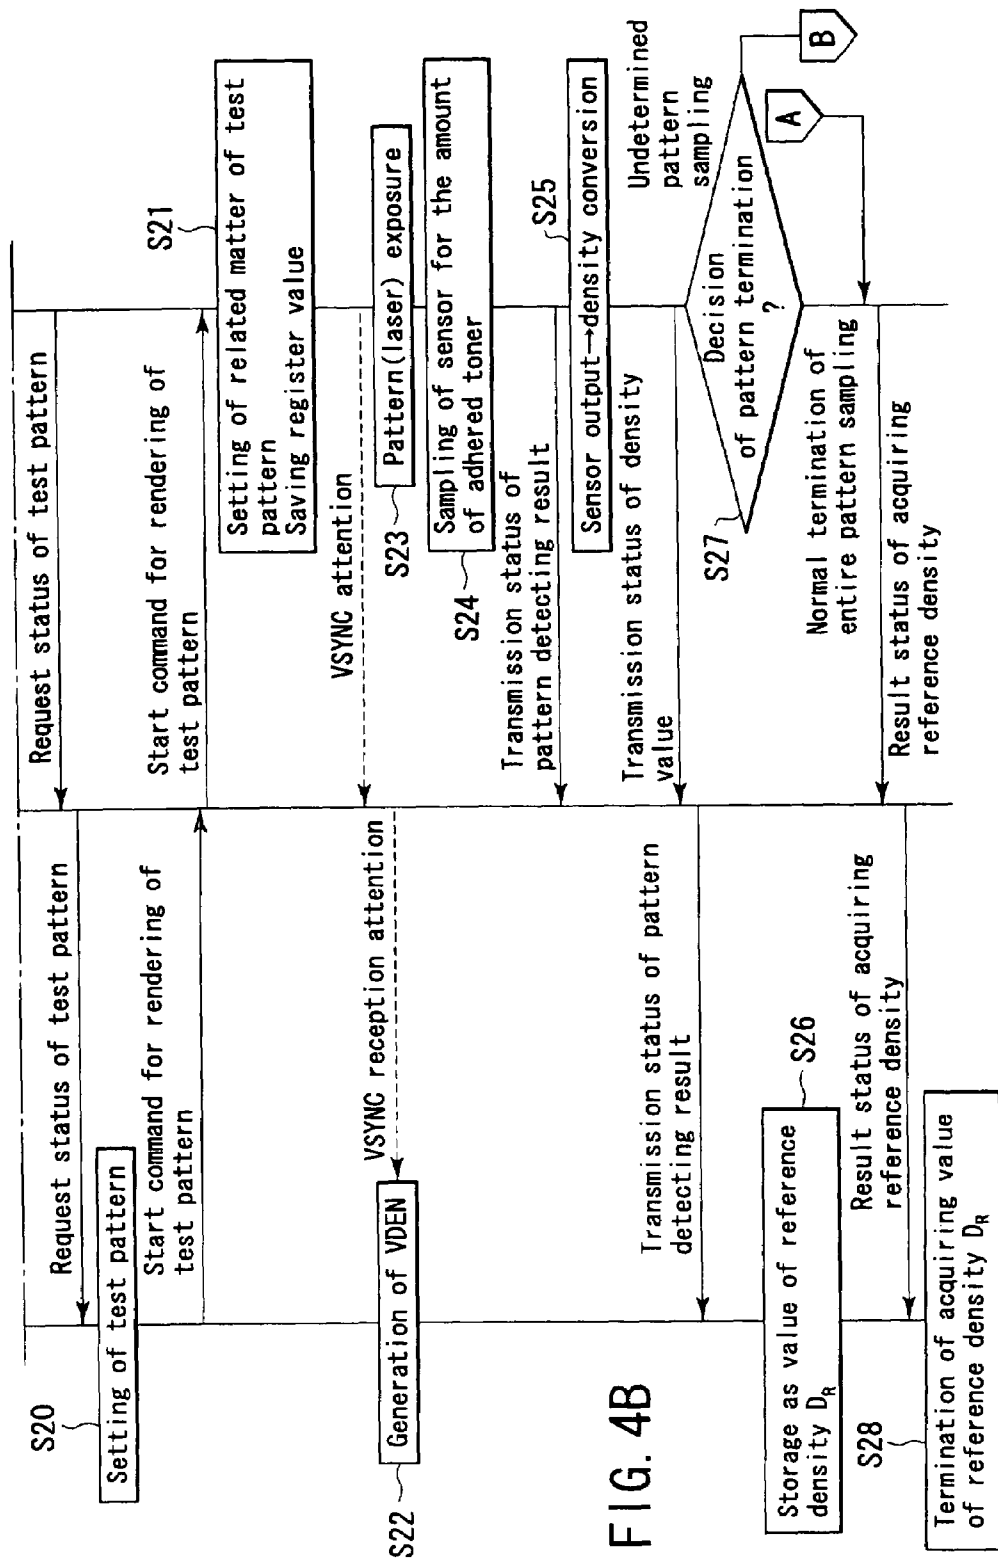 Request status of test pattern
Request status of test pattern
S20
Setting of test pattern
Start command for rendering of
test pattern
Start command for rendering of
test pattern
S21
Setting of related matter of test
pattern
Saving register value
VSYNC attention
VSYNC reception attention
S22
Generation of VDEN
S23
Pattern(laser) exposure
S24
Sampling of sensor for the amount
of adhered toner
Transmission status of
pattern detecting result
S25
Sensor output→density conversion
Transmission status of density
value
Transmission status of pattern
detecting result
S26
Storage as value of reference
density DR
S27
Decision
of pattern termination
?
Undetermined
pattern
sampling
B
A
Normal termination of
entire pattern sampling
Result status of acquiring
reference density
Result status of acquiring
reference density
S28
Termination of acquiring value
of reference density DR
FIG. 4B